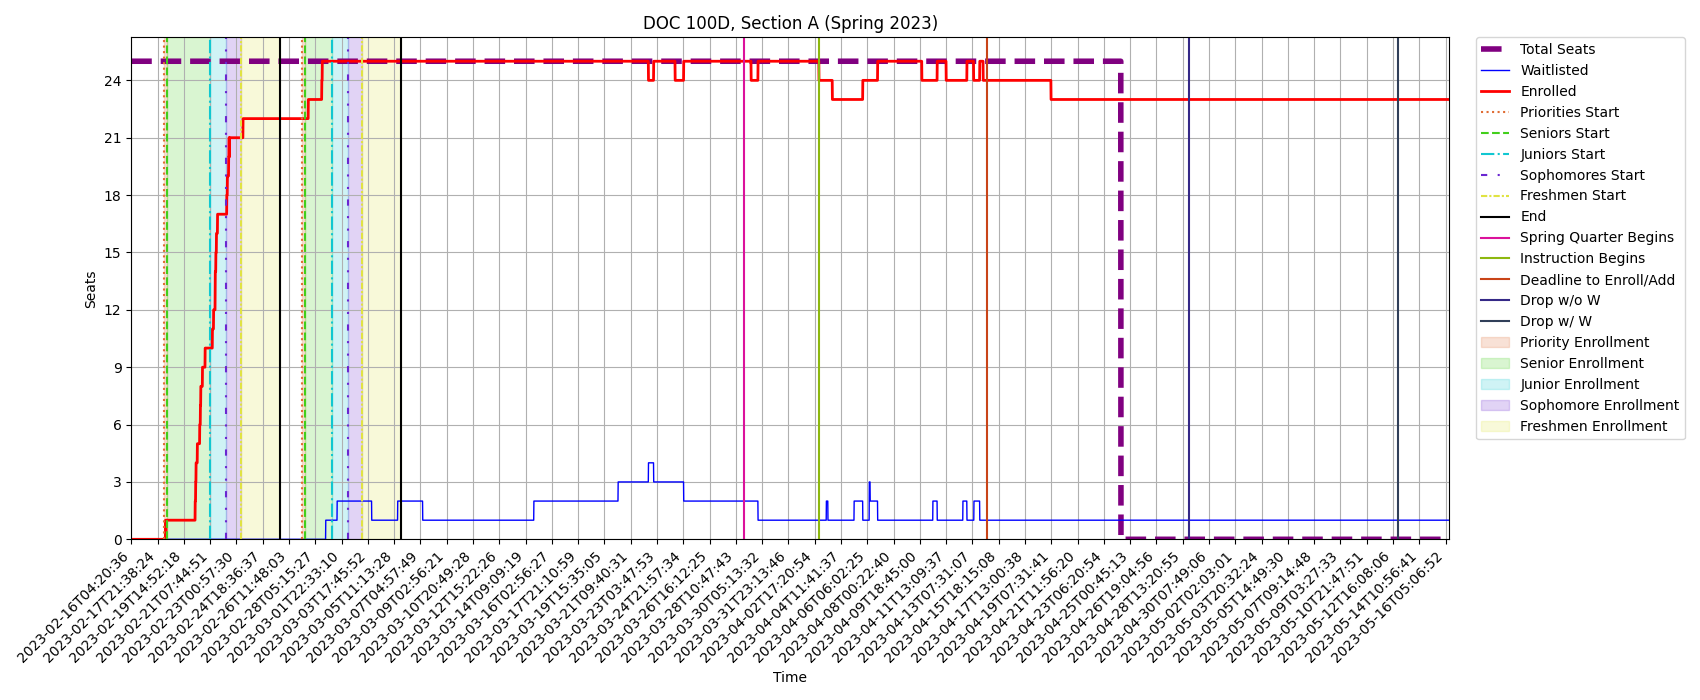 DOC 100D, Section A (Spring 2023)
Seats
24
21
18
15
12
9
6
3
0
2023-02-16T04:20:36
2023-02-17T21:38:24
2023-02-19T14:52:18
2023-02-21T07:44:51
2023-02-23T00:57:30
2023-02-24T18:36:37
2023-02-26T11:48:03
2023-02-28T05:15:27
2023-03-01T22:33:10
2023-03-03T17:45:52
2023-03-05T11:13:28
2023-03-07T04:57:49
2023-03-09T02:56:21
2023-03-10T20:49:28
2023-03-12T15:22:26
2023-03-14T09:09:19
2023-03-16T02:56:27
2023-03-17T21:10:59
2023-03-19T15:35:05
2023-03-21T09:40:31
2023-03-23T03:47:53
2023-03-24T21:57:34
2023-03-26T16:12:25
2023-03-28T10:47:43
2023-03-30T05:13:32
2023-03-31T23:13:46
2023-04-02T17:20:54
2023-04-04T11:41:37
2023-04-06T06:02:25
2023-04-08T00:22:40
2023-04-09T18:45:00
2023-04-11T13:09:37
2023-04-13T07:31:07
2023-04-15T18:15:08
2023-04-17T13:00:38
2023-04-19T07:31:41
2023-04-21T11:56:20
2023-04-23T06:20:54
2023-04-25T00:45:13
2023-04-26T19:04:56
2023-04-28T13:20:55
2023-04-30T07:49:06
2023-05-02T02:03:01
2023-05-03T20:32:24
2023-05-05T14:49:30
2023-05-07T09:14:48
2023-05-09T03:27:33
2023-05-10T21:47:51
2023-05-12T16:08:06
2023-05-14T10:56:41
2023-05-16T05:06:52
Time
Total Seats
Waitlisted
Enrolled
Priorities Start
Seniors Start
Juniors Start
Sophomores Start
Freshmen Start
End
Spring Quarter Begins
Instruction Begins
Deadline to Enroll/Add
Drop w/o W
Drop w/ W
Priority Enrollment
Senior Enrollment
Junior Enrollment
Sophomore Enrollment
Freshmen Enrollment